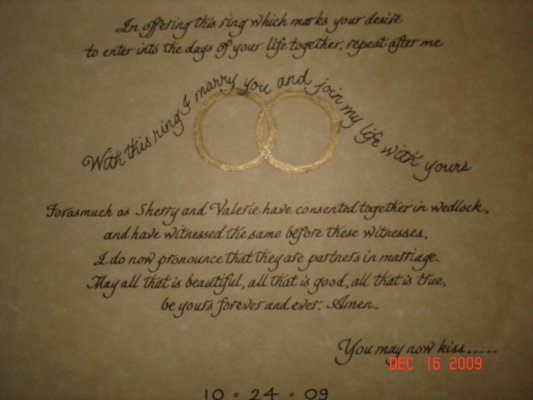 In offering this ring which marks your desire
to enter into the days of your life together, repeat after me
With this ring I marry you and join my life with yours
Forasmuch as Sherry and Valerie have consented together in wedlock,
and have witnessed the same before these witnesses,
I do now pronounce that they are partners in marriage.
May all that is beautiful, all that is good, all that is true,
be yours forever and ever. Amen.
You may now kiss.....
DEC 16 2009
10 • 24 • 09